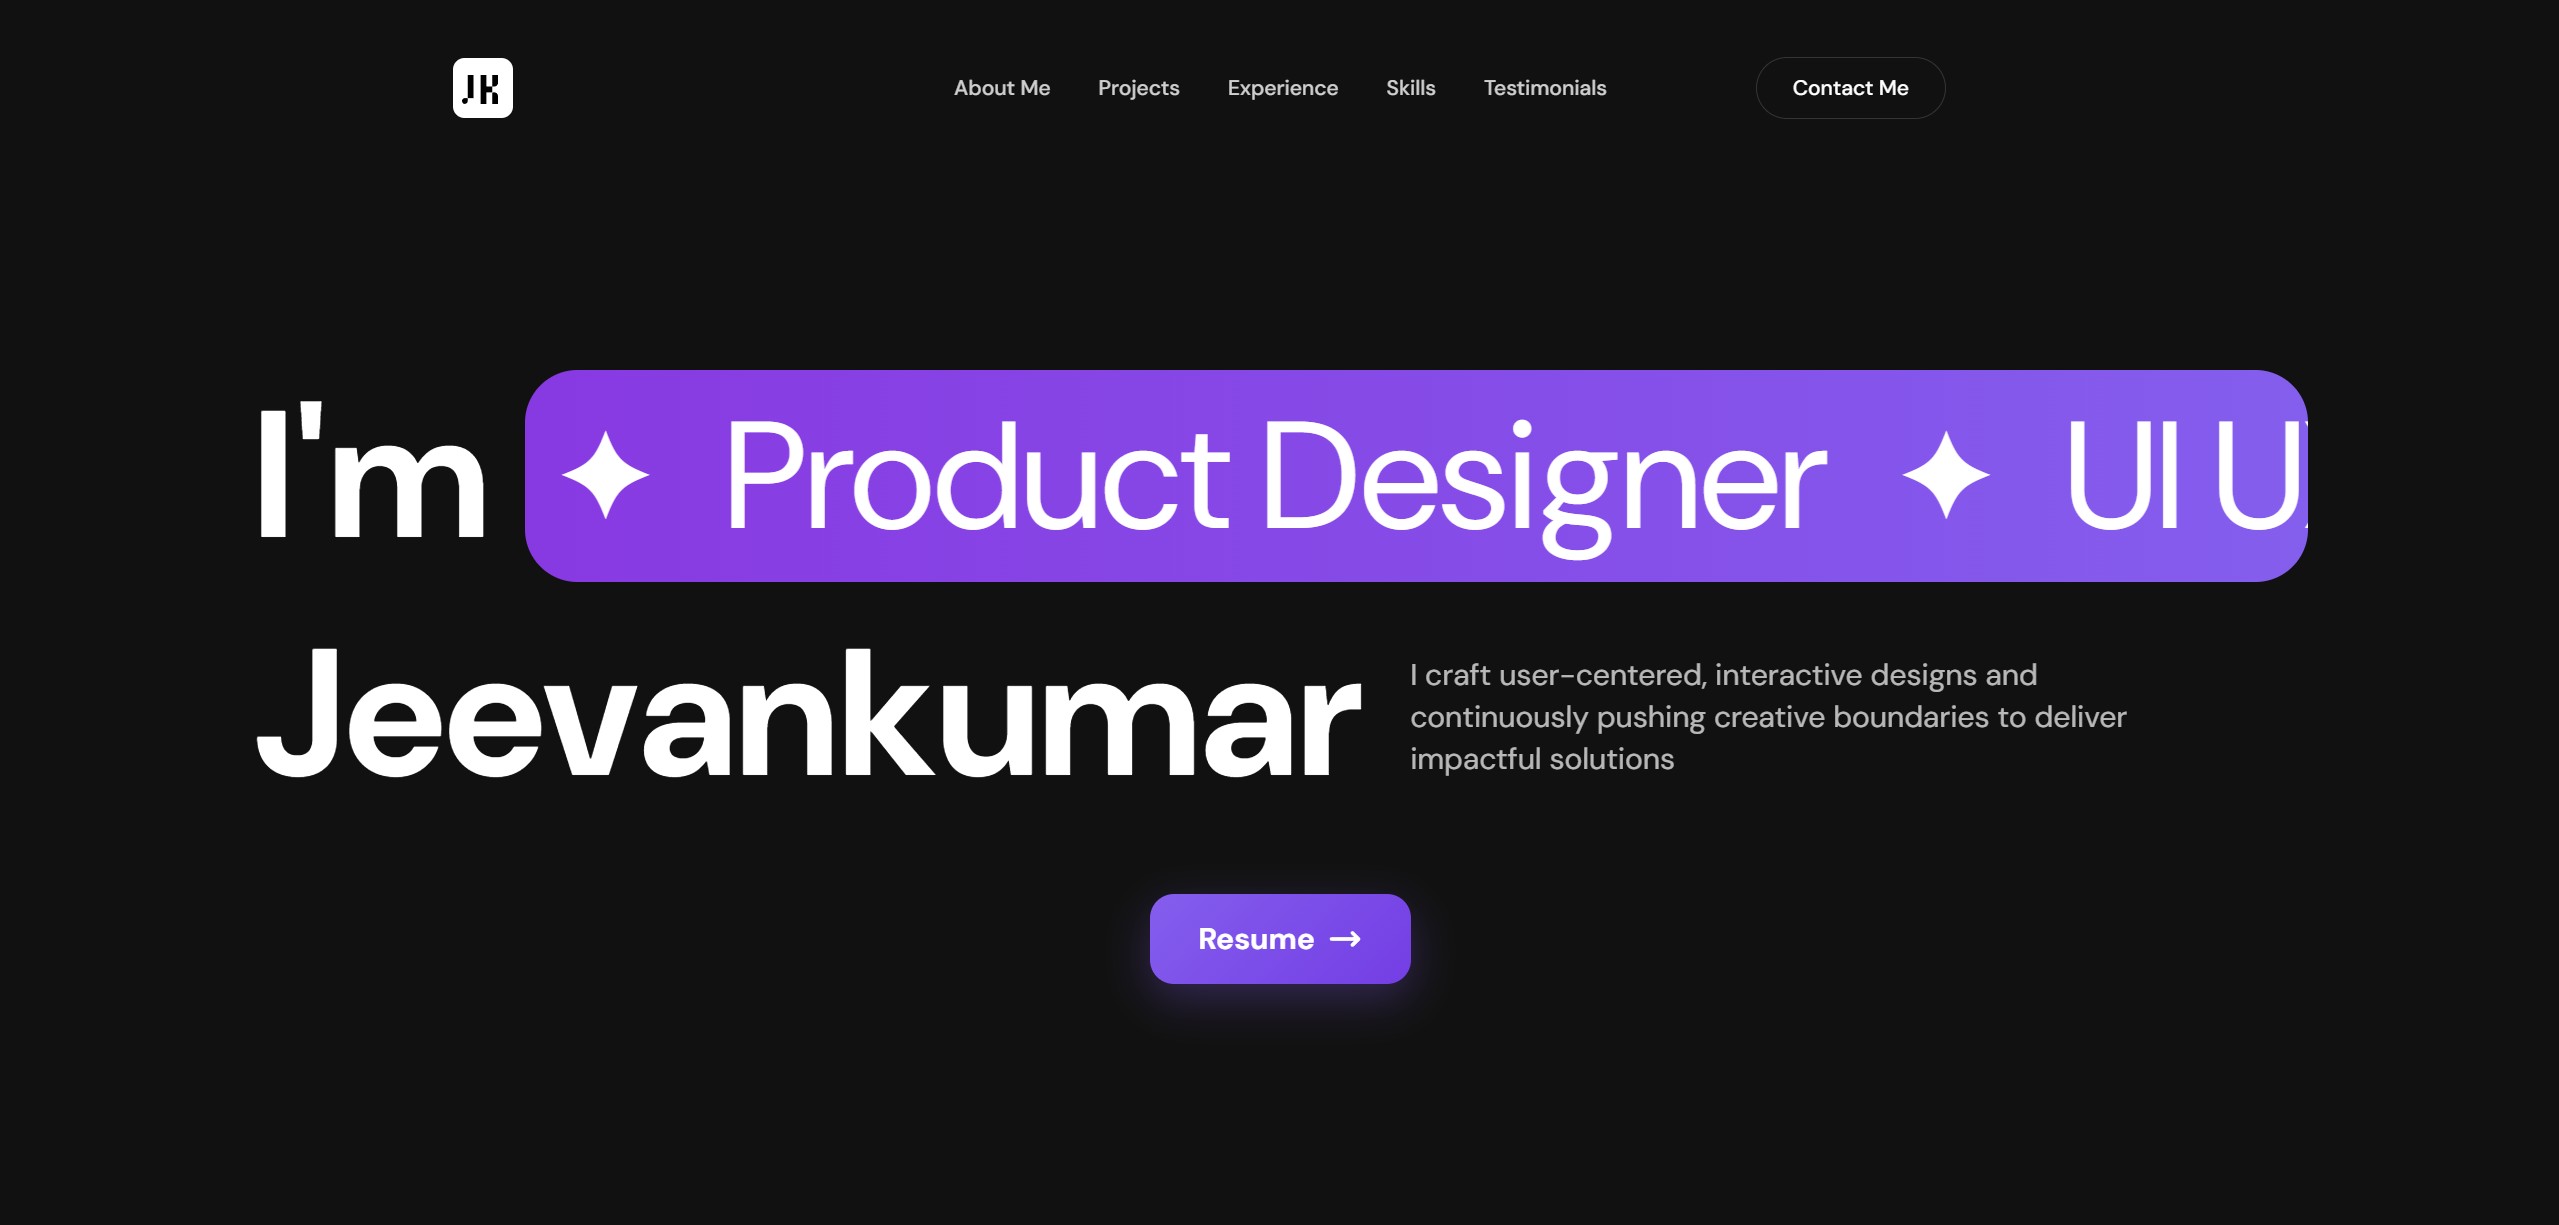 JK
About Me Projects Experience Skills Testimonials Contact Me
I'm Product Designer UI U
Jeevankumar
I craft user-centered, interactive designs and
continuously pushing creative boundaries to deliver
impactful solutions
Resume